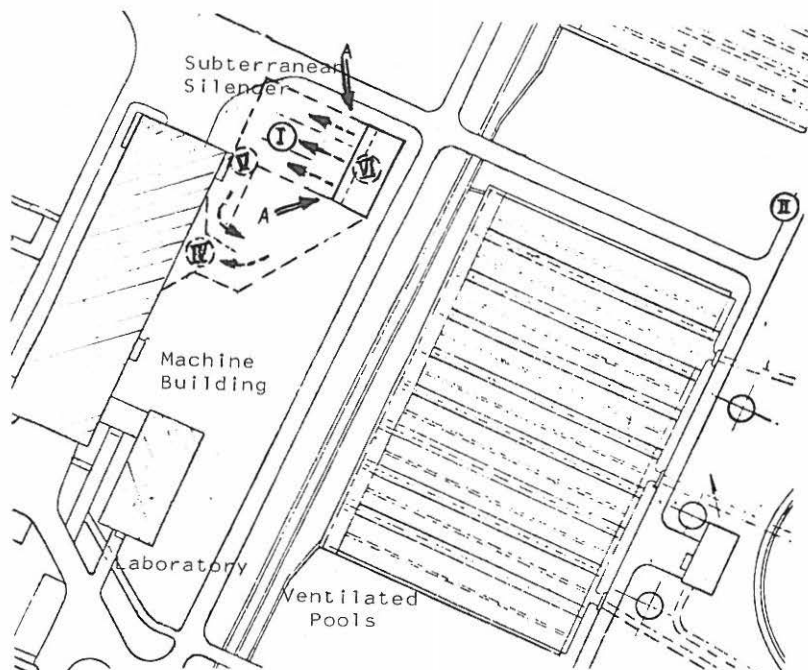 A
Subterranean
Silencer
I
VI
V
A
II
IV
Machine
Building
Laboratory
Ventilated
Pools